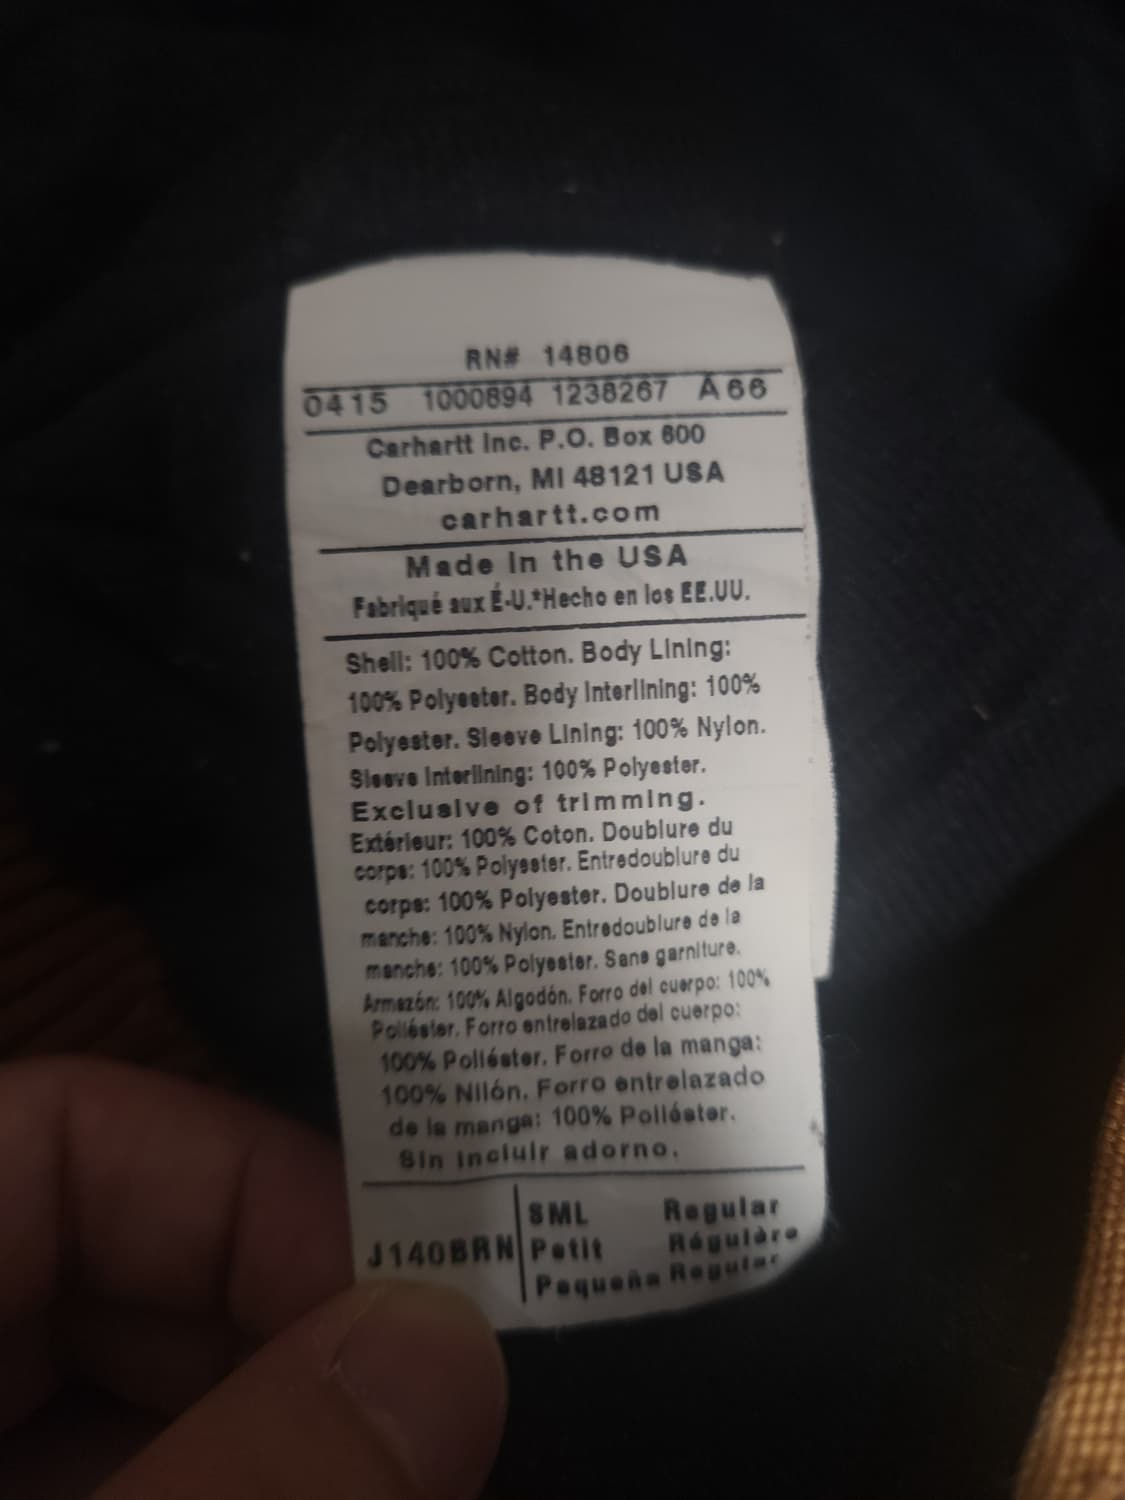 RN# 14806
0415 1000894 1238267 A66
Carhartt Inc. P.O. Box 600
Dearborn, MI 48121 USA
carhartt.com
Made in the USA
Fabriqué aux É-U.*Hecho en los EE.UU.
Shell: 100% Cotton. Body Lining:
100% Polyester. Body Interlining: 100%
Polyester. Sleeve Lining: 100% Nylon.
Sleeve Interlining: 100% Polyester.
Exclusive of trimming.
Extérieur: 100% Coton. Doublure du
corps: 100% Polyester. Entredoublure du
corps: 100% Polyester. Doublure de la
manche: 100% Nylon. Entredoublure de la
manche: 100% Polyester. Sans garniture.
Armazón: 100% Algodón. Forro del cuerpo: 100%
Poliéster. Forro entrelazado del cuerpo:
100% Poliéster. Forro de la manga:
100% Nilón. Forro entrelazado
de la manga: 100% Poliéster.
Sin incluir adorno.
J140BRN
SML Regular
Petit Régulère
Pequeña Regular